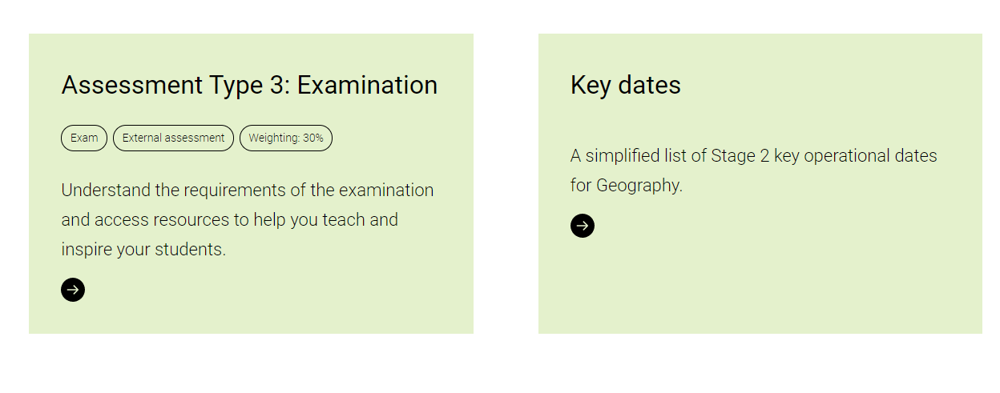 Assessment Type 3: Examination
Exam
External assessment
Weighting: 30%
Understand the requirements of the examination
and access resources to help you teach and
inspire your students.
Key dates
A simplified list of Stage 2 key operational dates
for Geography.